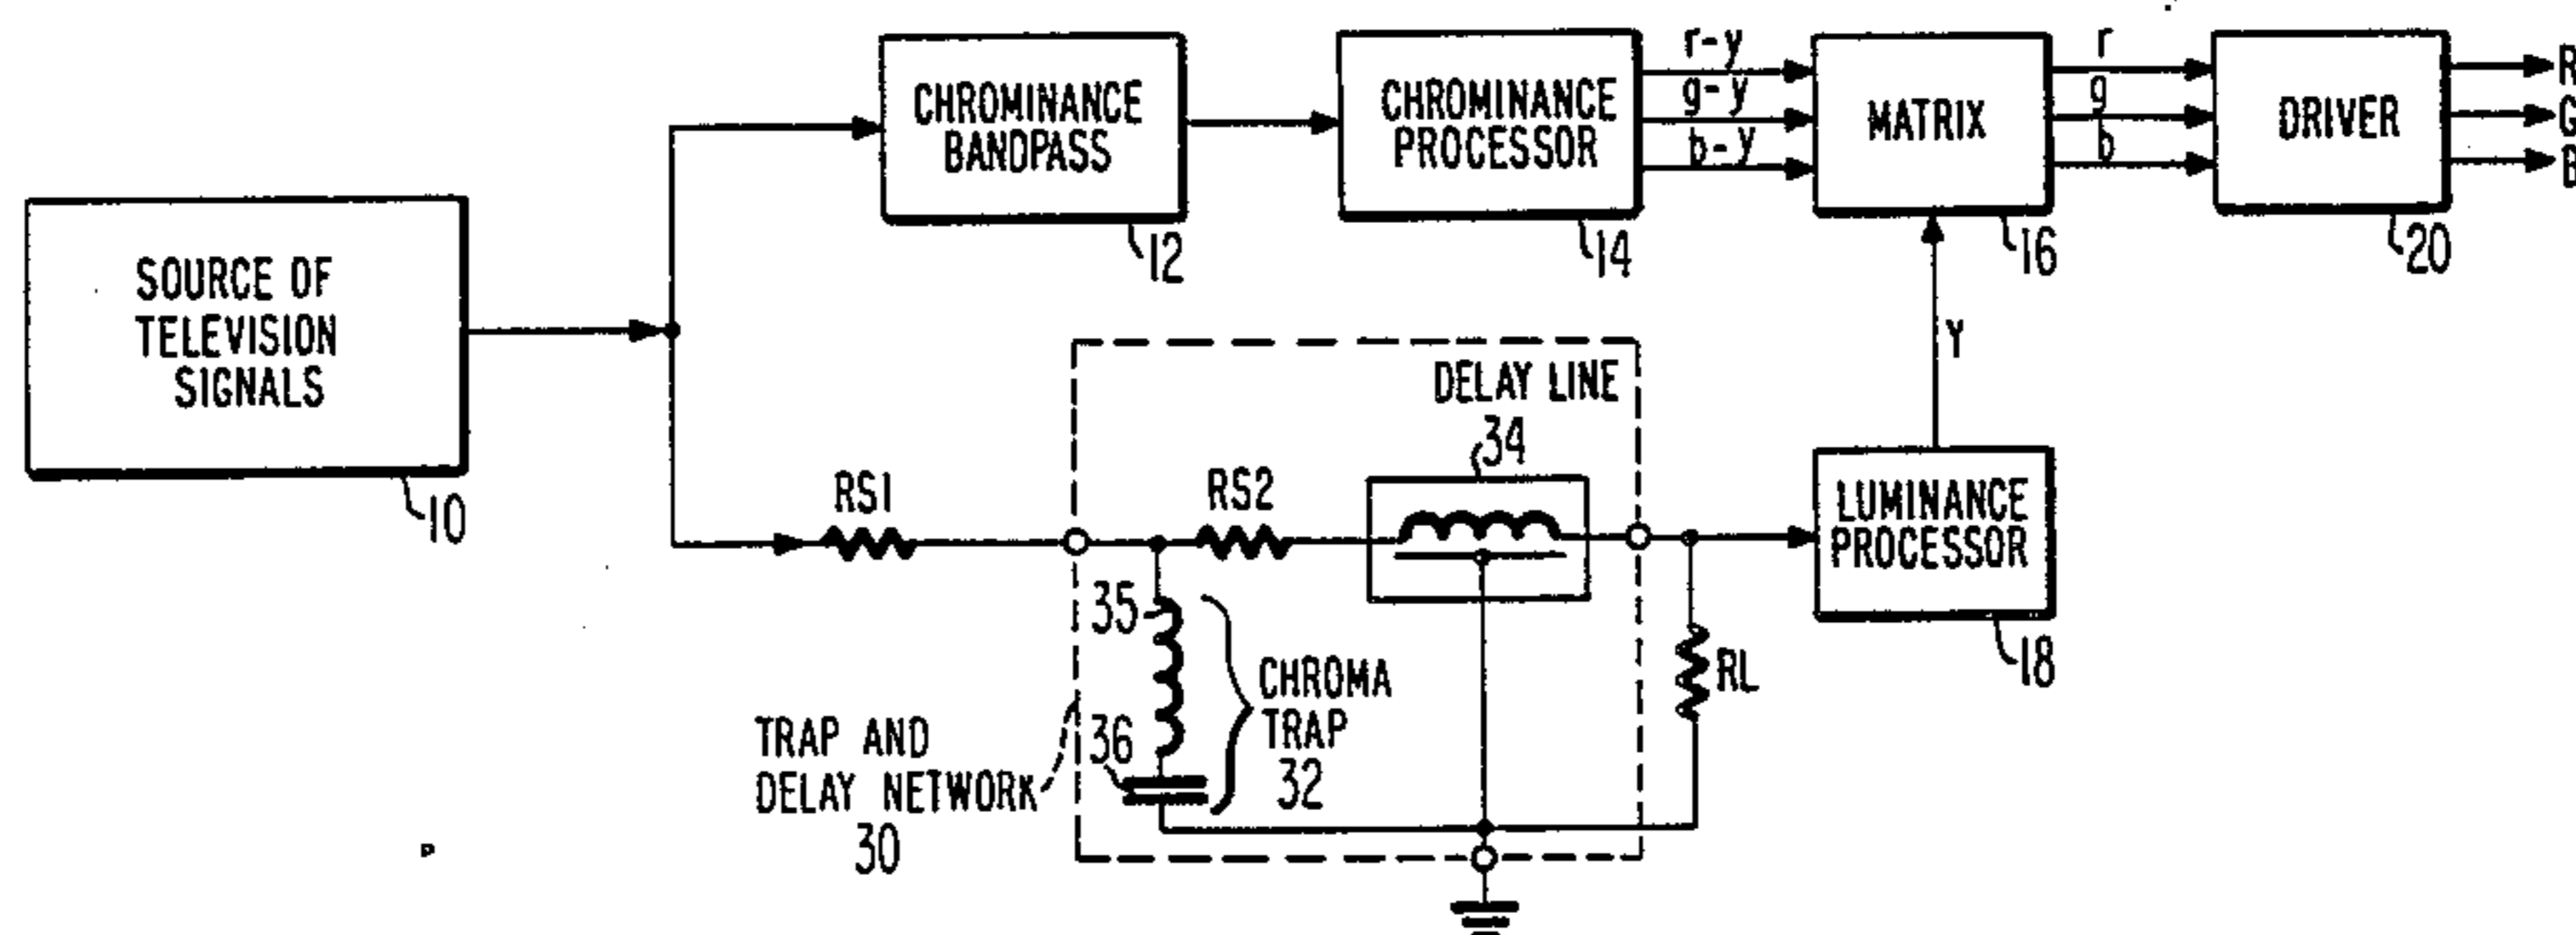 SOURCE OF
TELEVISION
SIGNALS
10
CHROMINANCE
BANDPASS
12
CHROMINANCE
PROCESSOR
14
r-y
g-y
b-y
MATRIX
16
r
g
b
DRIVER
20
R
G
B
Y
LUMINANCE
PROCESSOR
18
RS1
DELAY LINE
34
RS2
35
36
CHROMA
TRAP
32
RL
TRAP AND
DELAY NETWORK
30